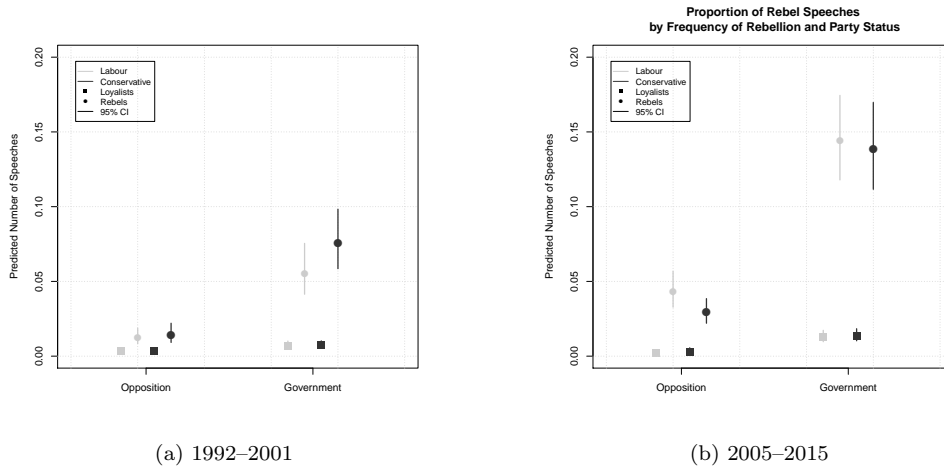 Predicted Number of Speeches
0.20
0.15
0.10
0.05
0.00
Labour
Conservative
Loyalists
Rebels
95% CI
Opposition
Government
(a) 1992–2001
Proportion of Rebel Speeches
by Frequency of Rebellion and Party Status
Predicted Number of Speeches
0.20
0.15
0.10
0.05
0.00
Labour
Conservative
Loyalists
Rebels
95% CI
Opposition
Government
(b) 2005–2015